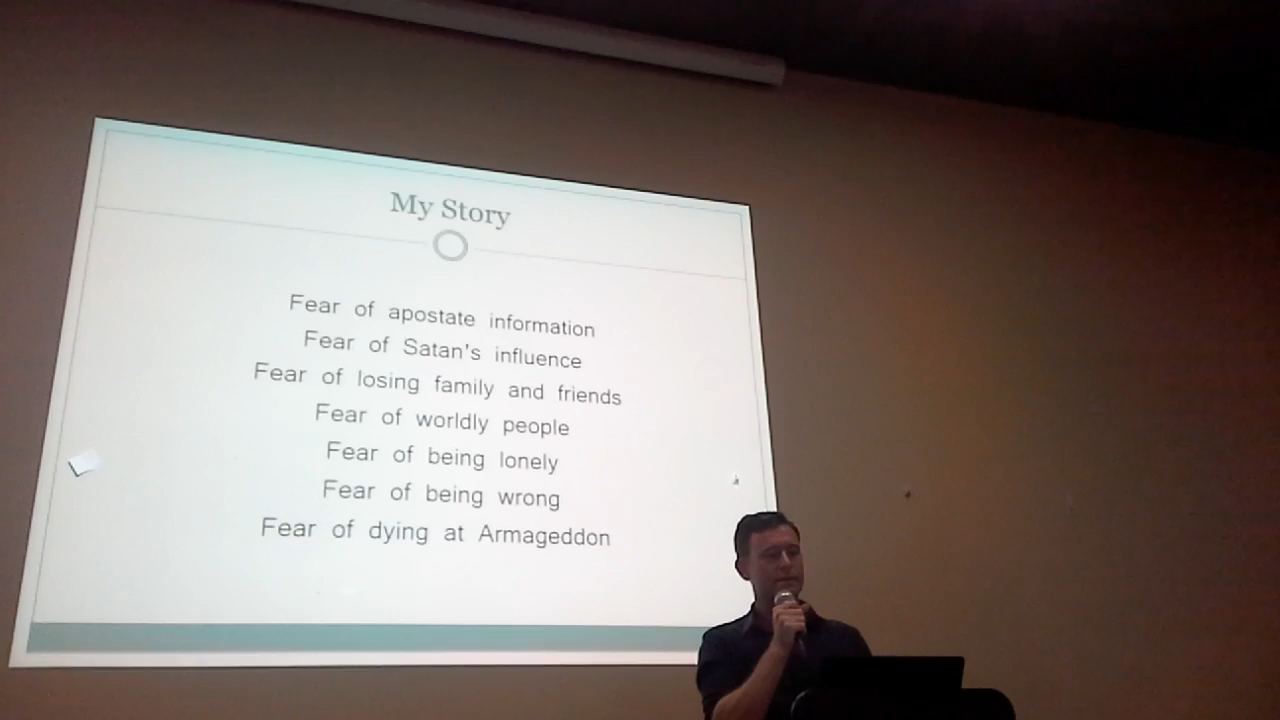 My Story
Fear of apostate information
Fear of Satan's influence
Fear of losing family and friends
Fear of worldly people
Fear of being lonely
Fear of being wrong
Fear of dying at Armageddon